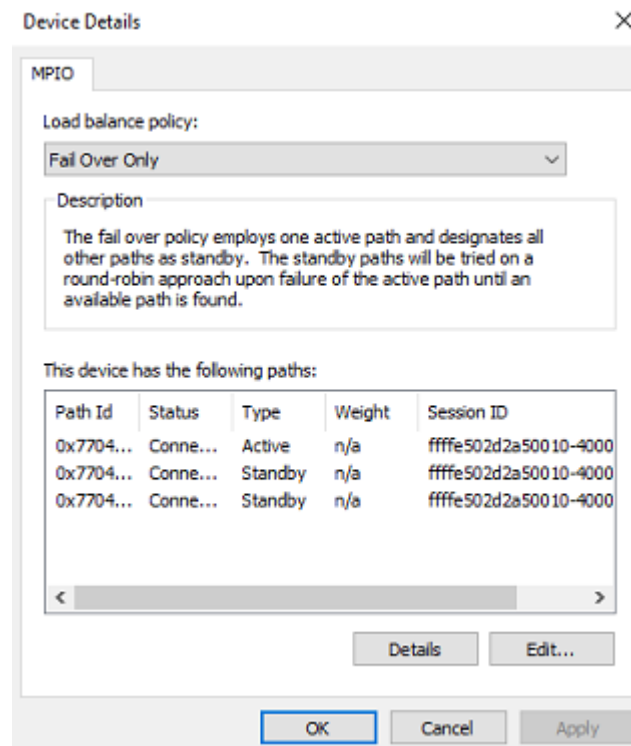 Device Details
MPIO
Load balance policy:
Fail Over Only
Description
The fail over policy employs one active path and designates all
other paths as standby. The standby paths will be tried on a
round-robin approach upon failure of the active path until an
available path is found.
This device has the following paths:
Path Id Status Type Weight Session ID
0x7704... Conne... Active n/a ffffe502d2a50010-4000
0x7704... Conne... Standby n/a ffffe502d2a50010-4000
0x7704... Conne... Standby n/a ffffe502d2a50010-4000
Details Edit...
OK Cancel Apply